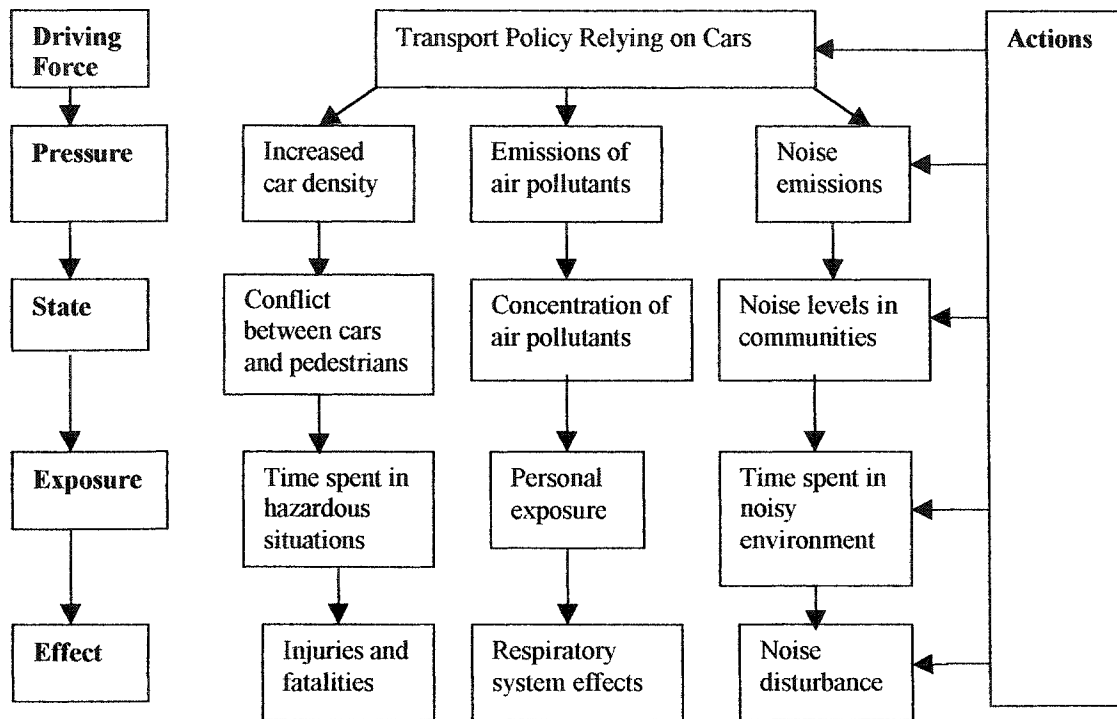 Driving
Force
Transport Policy Relying on Cars
Actions
Pressure
Increased
car density
Emissions of
air pollutants
Noise
emissions
State
Conflict
between cars
and pedestrians
Concentration of
air pollutants
Noise levels in
communities
Exposure
Time spent in
hazardous
situations
Personal
exposure
Time spent in
noisy
environment
Effect
Injuries and
fatalities
Respiratory
system effects
Noise
disturbance